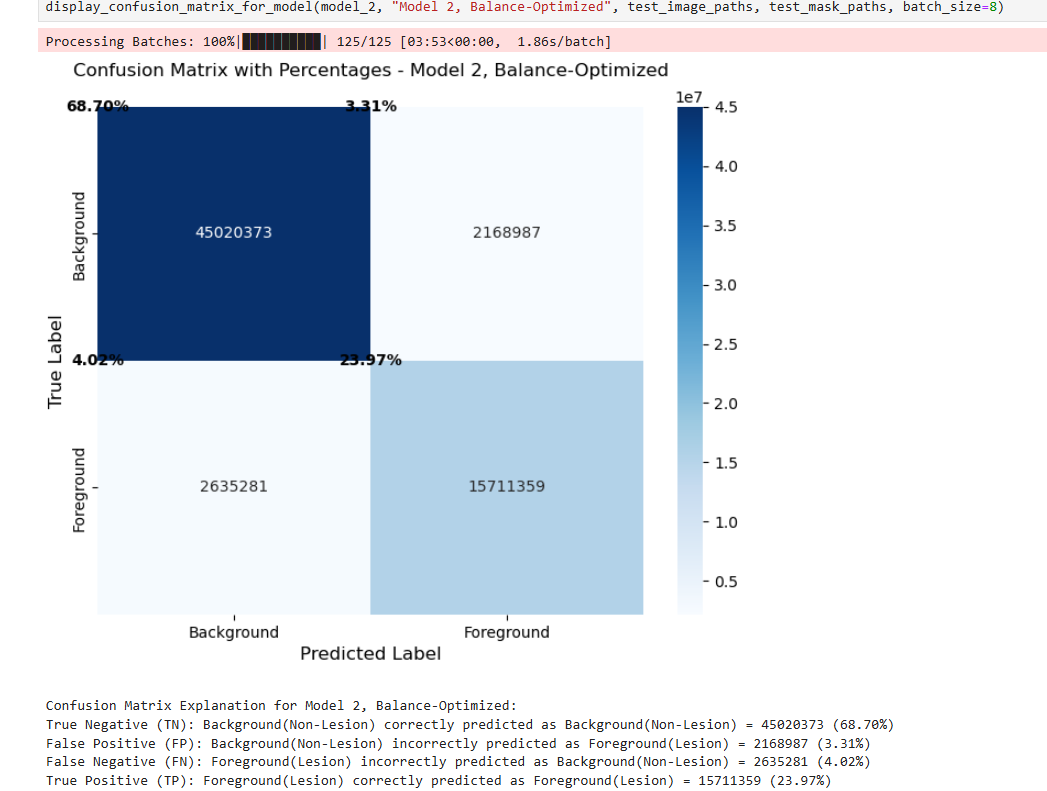 display_confusion_matrix_for_model(model_2, "Model 2, Balance-Optimized", test_image_paths, test_mask_paths, batch_size=8)
Processing Batches: 100%|██████████| 125/125 [03:53<00:00,  1.86s/batch]
Confusion Matrix with Percentages - Model 2, Balance-Optimized
68.70%
3.31%
1e7
4.5
4.0
3.5
3.0
2.5
2.0
1.5
1.0
0.5
Background
45020373
2168987
True Label
4.02%
23.97%
Foreground
2635281
15711359
Background
Foreground
Predicted Label
Confusion Matrix Explanation for Model 2, Balance-Optimized:
True Negative (TN): Background(Non-Lesion) correctly predicted as Background(Non-Lesion) = 45020373 (68.70%)
False Positive (FP): Background(Non-Lesion) incorrectly predicted as Foreground(Lesion) = 2168987 (3.31%)
False Negative (FN): Foreground(Lesion) incorrectly predicted as Background(Non-Lesion) = 2635281 (4.02%)
True Positive (TP): Foreground(Lesion) correctly predicted as Foreground(Lesion) = 15711359 (23.97%)